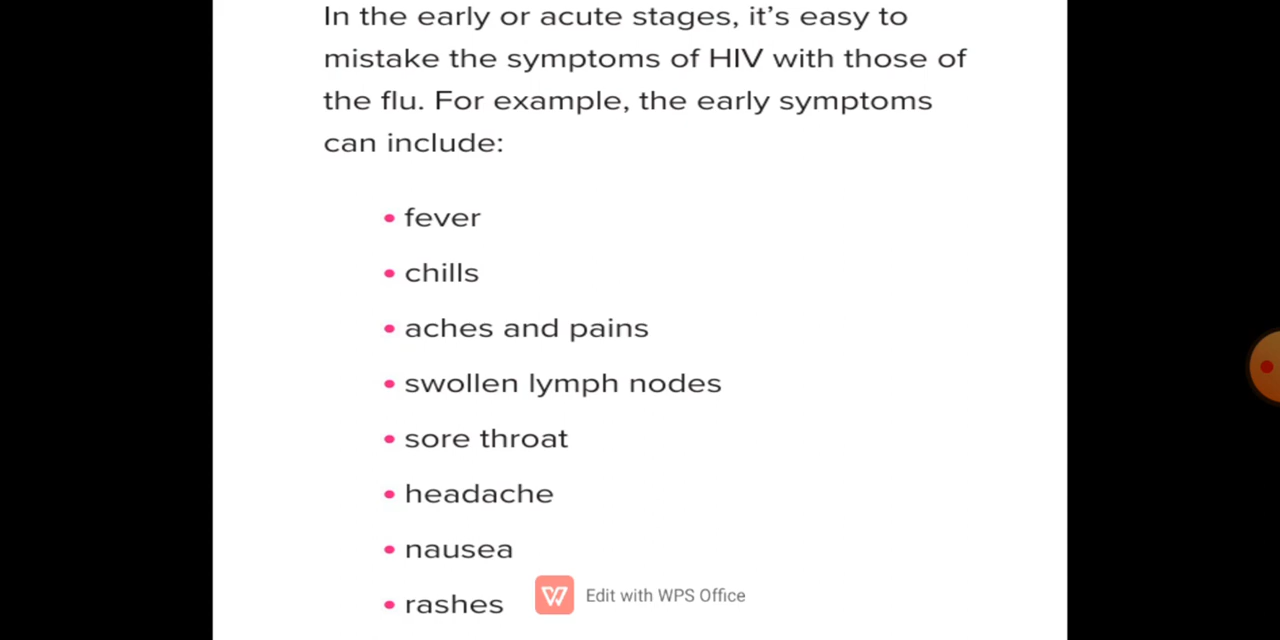 In the early or acute stages, it’s easy to
mistake the symptoms of HIV with those of
the flu. For example, the early symptoms
can include:
• fever
• chills
• aches and pains
• swollen lymph nodes
• sore throat
• headache
• nausea
• rashes
Edit with WPS Office